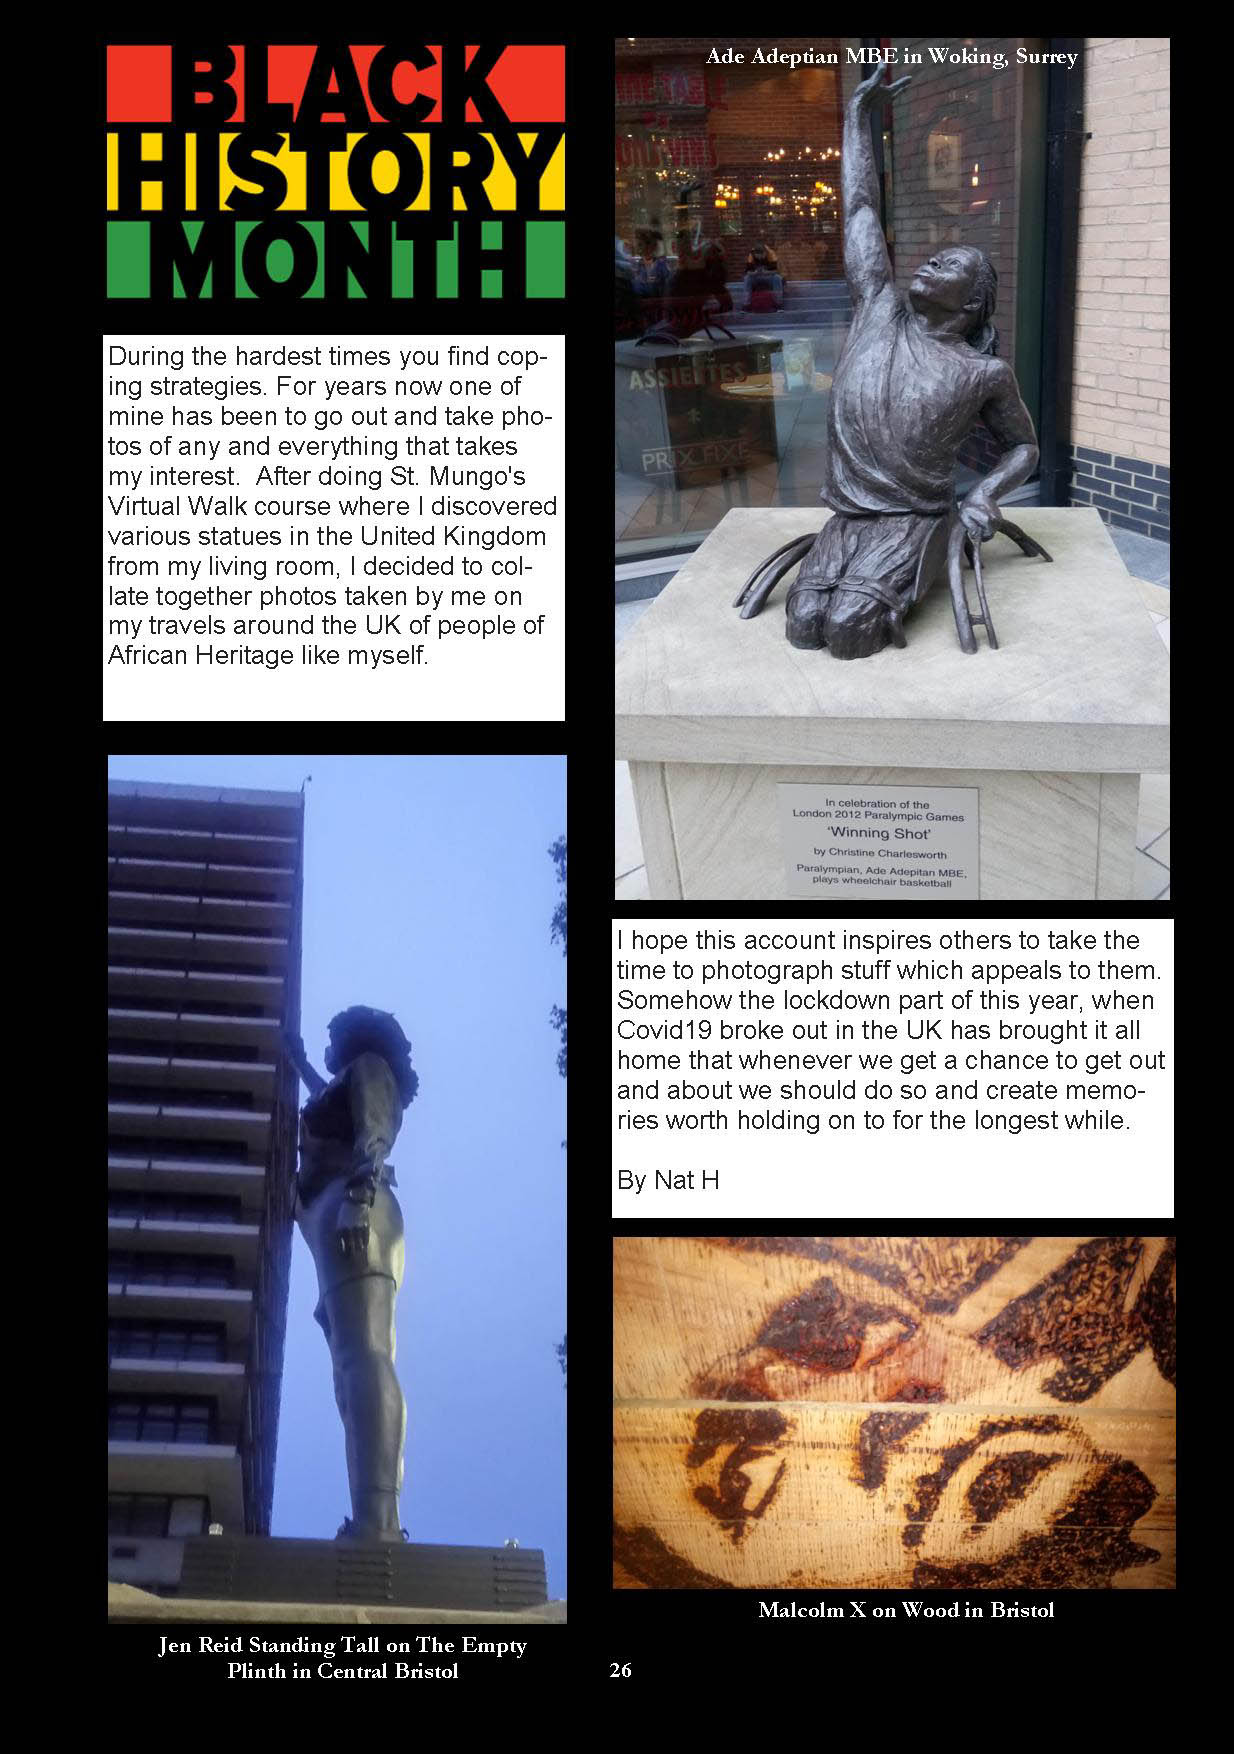 BLACK
HISTORY
MONTH
During the hardest times you find cop-
ing strategies. For years now one of
mine has been to go out and take pho-
tos of any and everything that takes
my interest.  After doing St. Mungo's
Virtual Walk course where I discovered
various statues in the United Kingdom
from my living room, I decided to col-
late together photos taken by me on
my travels around the UK of people of
African Heritage like myself.
Jen Reid Standing Tall on The Empty
Plinth in Central Bristol
Ade Adeptian MBE in Woking, Surrey
ASSIETTES
PRIX FIXE
In celebration of the
London 2012 Paralympic Games
'Winning Shot'
by Christine Charlesworth
Paralympian, Ade Adepitan MBE,
plays wheelchair basketball
I hope this account inspires others to take the
time to photograph stuff which appeals to them.
Somehow the lockdown part of this year, when
Covid19 broke out in the UK has brought it all
home that whenever we get a chance to get out
and about we should do so and create memo-
ries worth holding on to for the longest while.
By Nat H
Malcolm X on Wood in Bristol
26